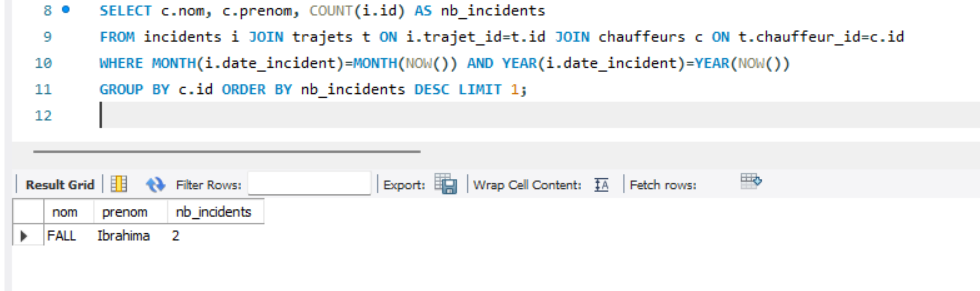 8 SELECT c.nom, c.prenom, COUNT(i.id) AS nb_incidents
9 FROM incidents i JOIN trajets t ON i.trajet_id=t.id JOIN chauffeurs c ON t.chauffeur_id=c.id
10 WHERE MONTH(i.date_incident)=MONTH(NOW()) AND YEAR(i.date_incident)=YEAR(NOW())
11 GROUP BY c.id ORDER BY nb_incidents DESC LIMIT 1;
12
Result Grid Filter Rows: Export: Wrap Cell Content: IA Fetch rows:
nom prenom nb_incidents
FALL Ibrahima 2